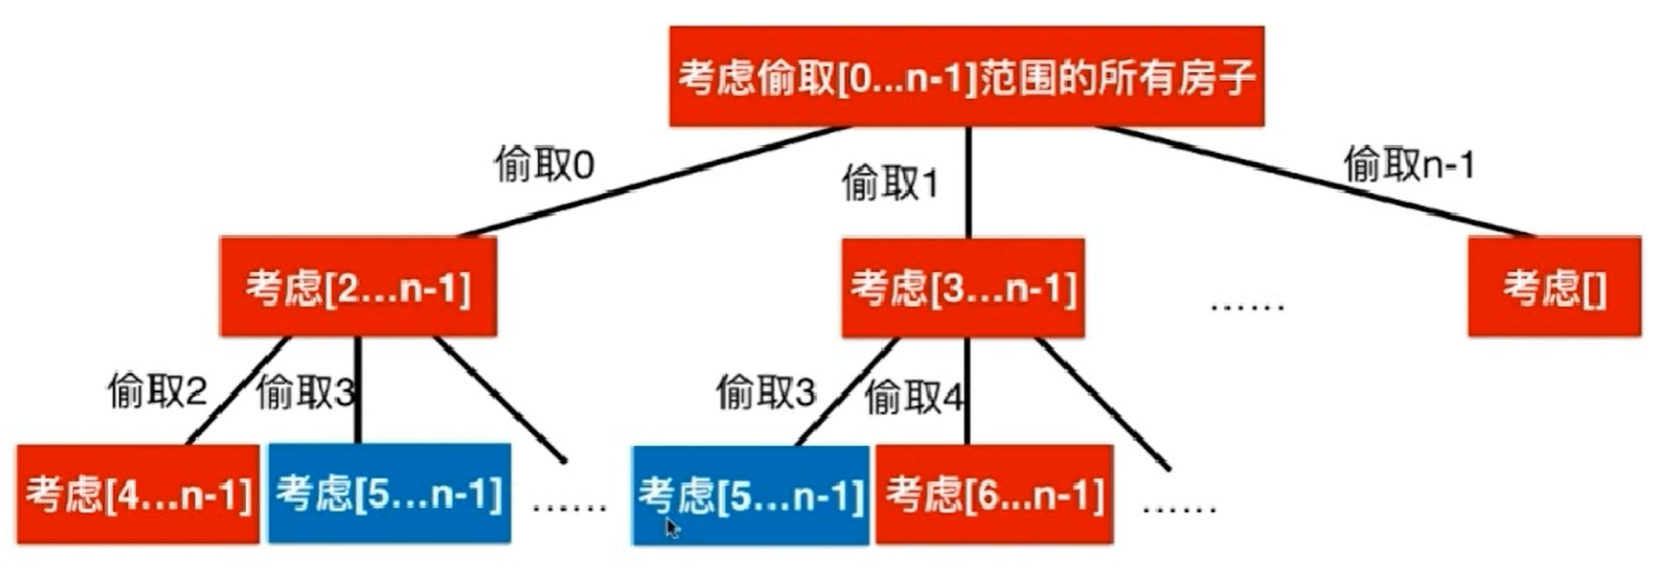 考虑偷取[0...n-1]范围的所有房子
偷取0
偷取1
偷取n-1
考虑[2...n-1]
考虑[3...n-1]
......
考虑[]
偷取2
偷取3
偷取3
偷取4
考虑[4...n-1]
考虑[5...n-1]
......
考虑[5...n-1]
考虑[6...n-1]
......